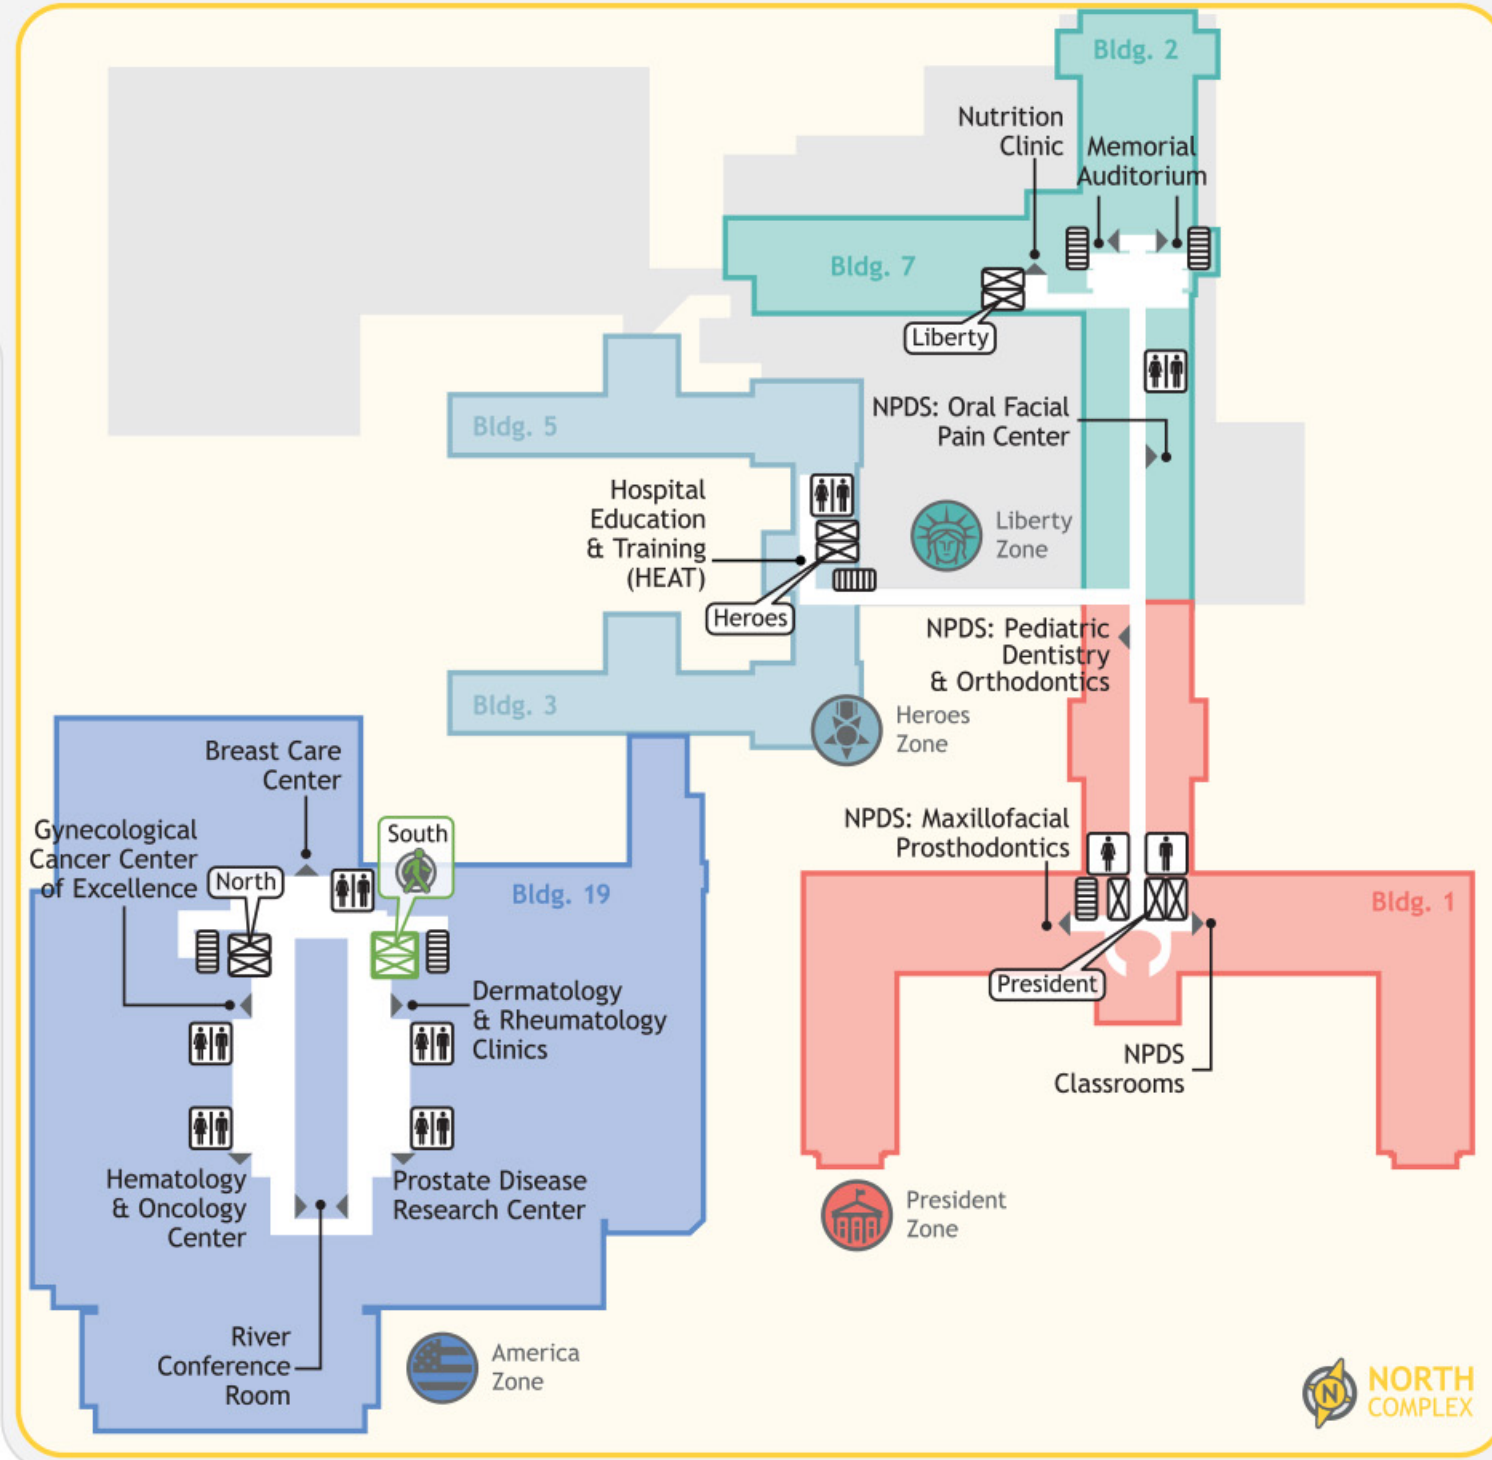 Bldg. 2
Nutrition
Clinic
Memorial
Auditorium
Bldg. 7
Liberty
NPDS: Oral Facial
Pain Center
Bldg. 5
Hospital
Education
& Training
(HEAT)
Heroes
Liberty
Zone
NPDS: Pediatric
Dentistry
& Orthodontics
Bldg. 3
Heroes
Zone
Breast Care
Center
Gynecological
Cancer Center
of Excellence
North
South
Bldg. 19
NPDS: Maxillofacial
Prosthodontics
Bldg. 1
President
Dermatology
& Rheumatology
Clinics
NPDS
Classrooms
Hematology
& Oncology
Center
Prostate Disease
Research Center
President
Zone
River
Conference
Room
America
Zone
N
NORTH
COMPLEX